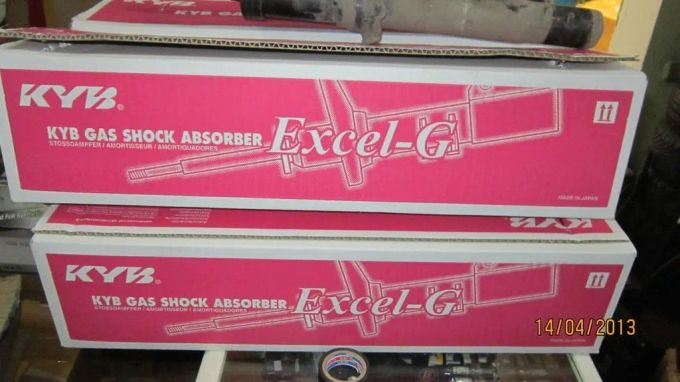 KYB®
KYB GAS SHOCK ABSORBER Excel-G
STOSSDÄMPFER / AMORTISSEUR / AMORTIGUADORES
MADE IN JAPAN
KYB
KYB®
KYB GAS SHOCK ABSORBER Excel-G
STOSSDÄMPFER / AMORTISSEUR / AMORTIGUADORES
14/04/2013